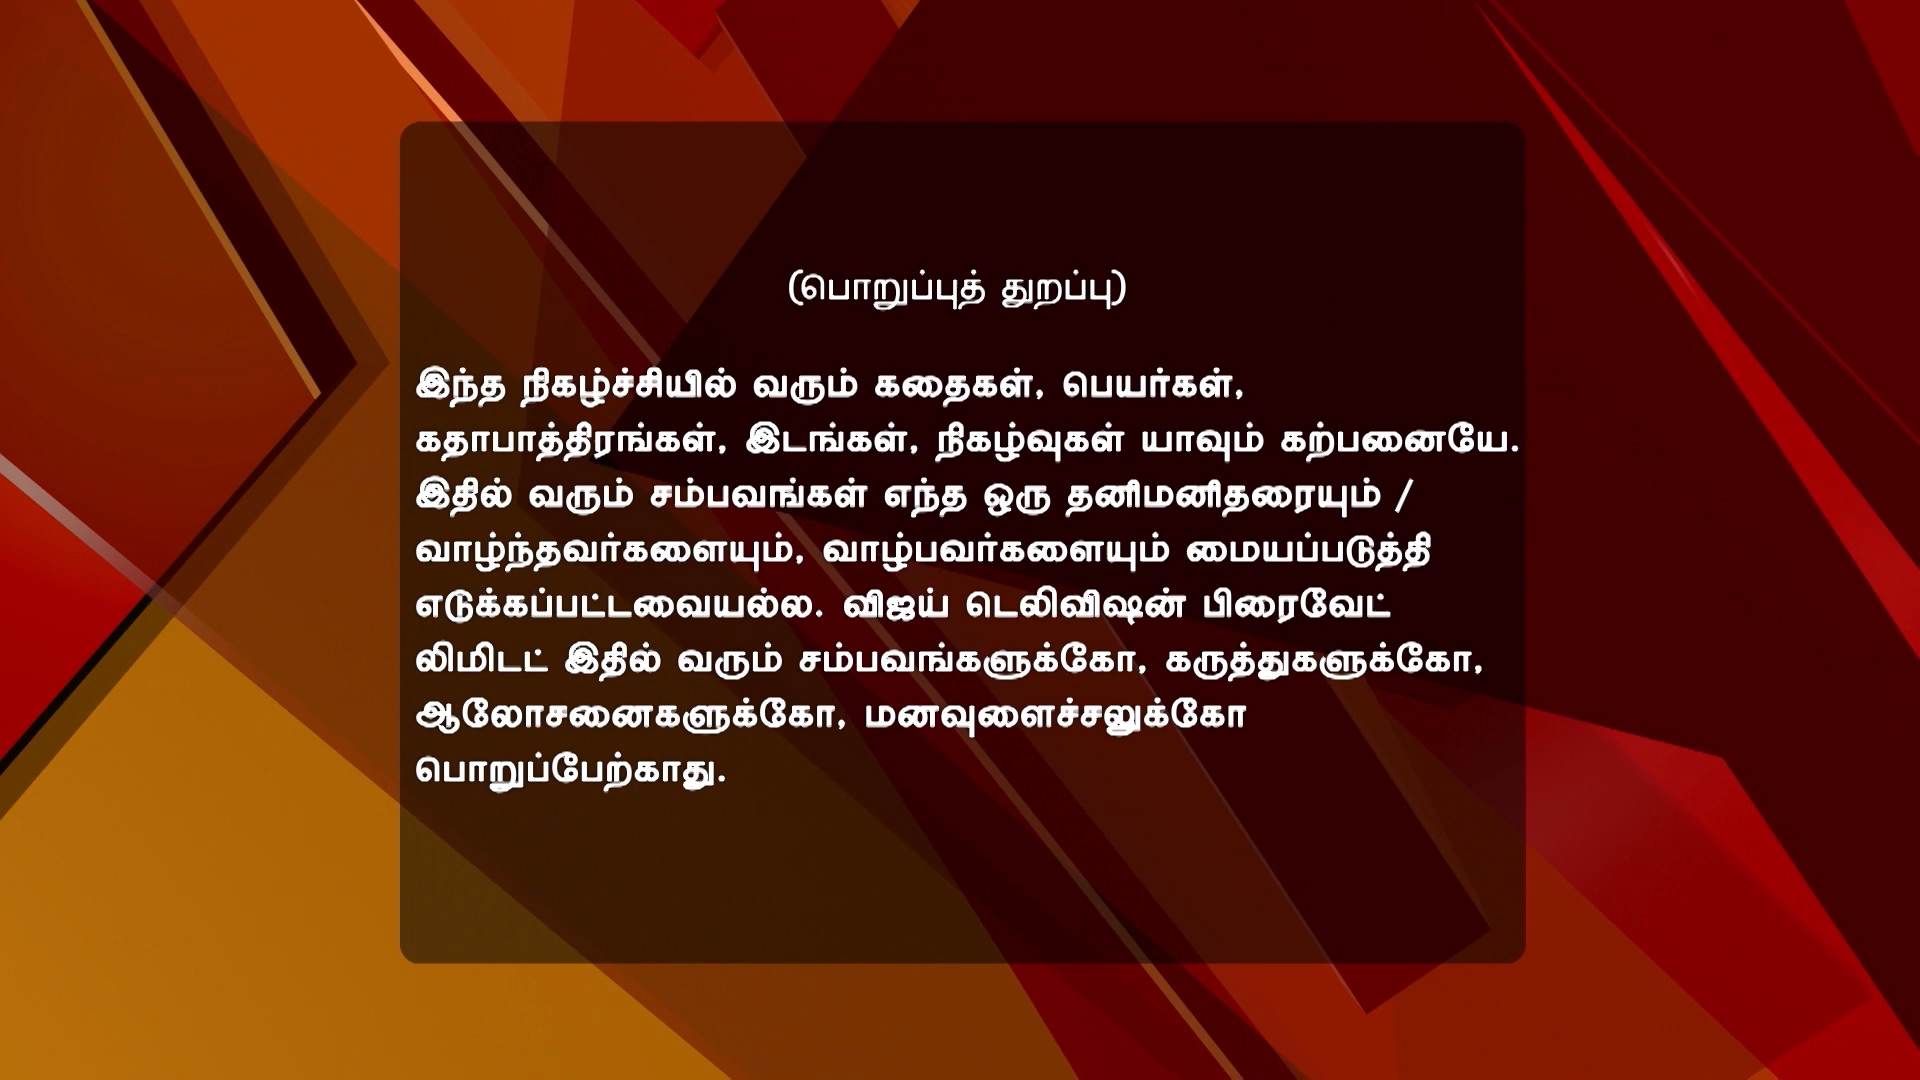 (பொறுப்புத் துறப்பு)
இந்த நிகழ்ச்சியில் வரும் கதைகள், பெயர்கள்,
கதாபாத்திரங்கள், இடங்கள், நிகழ்வுகள் யாவும் கற்பனையே.
இதில் வரும் சம்பவங்கள் எந்த ஒரு தனிமனிதரையும் /
வாழ்ந்தவர்களையும், வாழ்பவர்களையும் மையப்படுத்தி
எடுக்கப்பட்டவையல்ல. விஜய் டெலிவிஷன் பிரைவேட்
லிமிடட் இதில் வரும் சம்பவங்களுக்கோ, கருத்துகளுக்கோ,
ஆலோசனைகளுக்கோ, மனவுளைச்சலுக்கோ
பொறுப்பேற்காது.